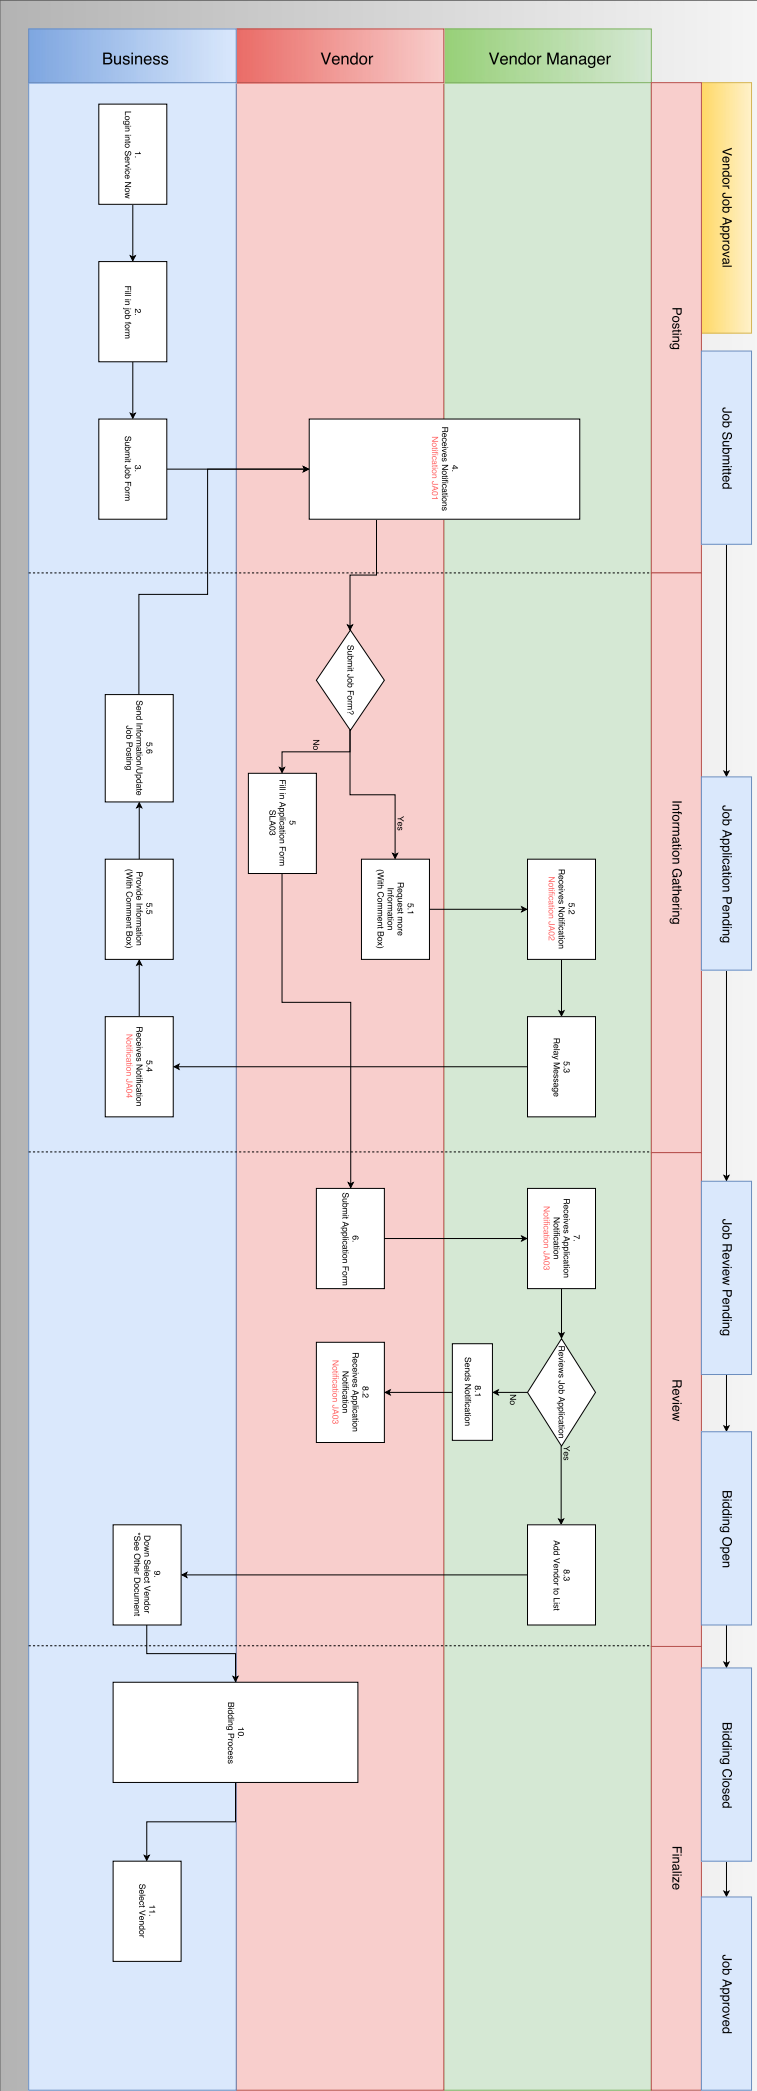 Business
Vendor
Vendor Manager
Vendor Job Approval
Job Submitted
Job Application Pending
Job Review Pending
Bidding Open
Bidding Closed
Job Approved
Posting
Information Gathering
Review
Finalize
1.
Login into Service Now
2.
Fill in job form
3.
Submit Job Form
4.
Receives Notifications
Notification JA01
Submit Job Form?
No
Yes
5
Fill in Application Form
SLA03
5.1
Request more
Information
(With Comment Box)
5.2
Receives Notification
Notification JA02
5.3
Relay Message
5.4
Receives Notification
Notification JA04
5.5
Provide Information
(With Comment Box)
5.6
Send Information/Update
Job Posting
6.
Submit Application Form
7.
Receives Application
Notification
Notification JA03
Reviews Job Application
No
Yes
8.1
Sends Notification
8.2
Receives Application
Notification
Notification JA03
8.3
Add Vendor to List
9.
Down Select Vendor
*See Other Document
10.
Bidding Process
11.
Select Vendor